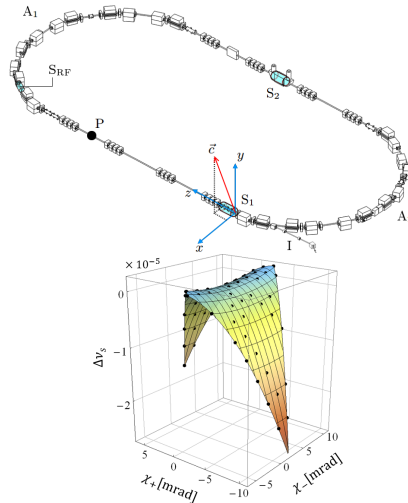 A₁
S_RF
S₂
P
c⃗
y
z
S₁
A
x
I
× 10⁻⁵
0
−1
−2
Δν_s
5
0
−5
−10
χ₊[mrad]
−5
0
5
10
χ₋[mrad]